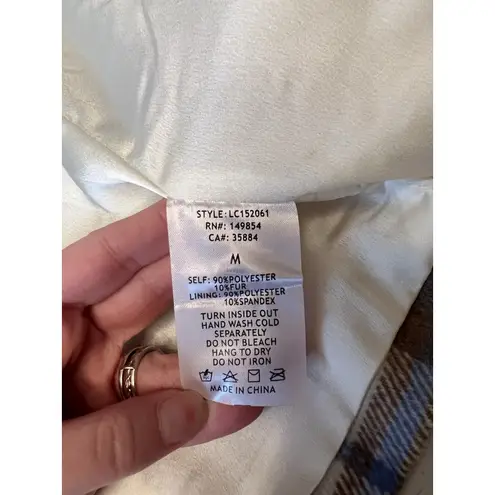 STYLE:LC152061
RN#: 149854
CA#: 35884
M
SELF: 90%POLYESTER
10%FUR
LINING: 90%POLYESTER
10%SPANDEX
TURN INSIDE OUT
HAND WASH COLD
SEPARATELY
DO NOT BLEACH
HANG TO DRY
DO NOT IRON
MADE IN CHINA